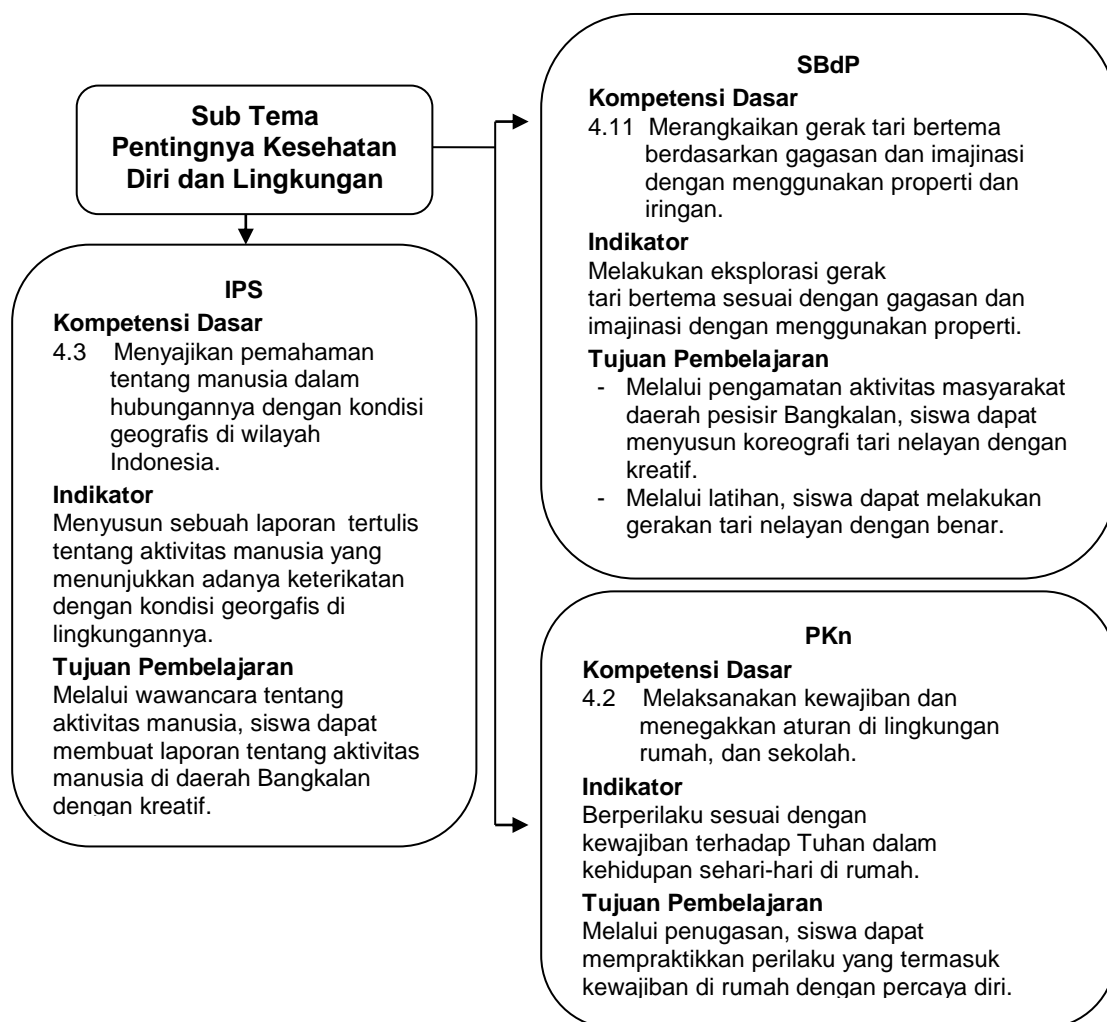 Sub Tema
Pentingnya Kesehatan
Diri dan Lingkungan
IPS
Kompetensi Dasar
4.3 Menyajikan pemahaman
tentang manusia dalam
hubungannya dengan kondisi
geografis di wilayah
Indonesia.
Indikator
Menyusun sebuah laporan tertulis
tentang aktivitas manusia yang
menunjukkan adanya keterikatan
dengan kondisi georgafis di
lingkungannya.
Tujuan Pembelajaran
Melalui wawancara tentang
aktivitas manusia, siswa dapat
membuat laporan tentang aktivitas
manusia di daerah Bangkalan
dengan kreatif.
SBdP
Kompetensi Dasar
4.11 Merangkaikan gerak tari bertema
berdasarkan gagasan dan imajinasi
dengan menggunakan properti dan
iringan.
Indikator
Melakukan eksplorasi gerak
tari bertema sesuai dengan gagasan dan
imajinasi dengan menggunakan properti.
Tujuan Pembelajaran
- Melalui pengamatan aktivitas masyarakat
daerah pesisir Bangkalan, siswa dapat
menyusun koreografi tari nelayan dengan
kreatif.
- Melalui latihan, siswa dapat melakukan
gerakan tari nelayan dengan benar.
PKn
Kompetensi Dasar
4.2 Melaksanakan kewajiban dan
menegakkan aturan di lingkungan
rumah, dan sekolah.
Indikator
Berperilaku sesuai dengan
kewajiban terhadap Tuhan dalam
kehidupan sehari-hari di rumah.
Tujuan Pembelajaran
Melalui penugasan, siswa dapat
mempraktikkan perilaku yang termasuk
kewajiban di rumah dengan percaya diri.